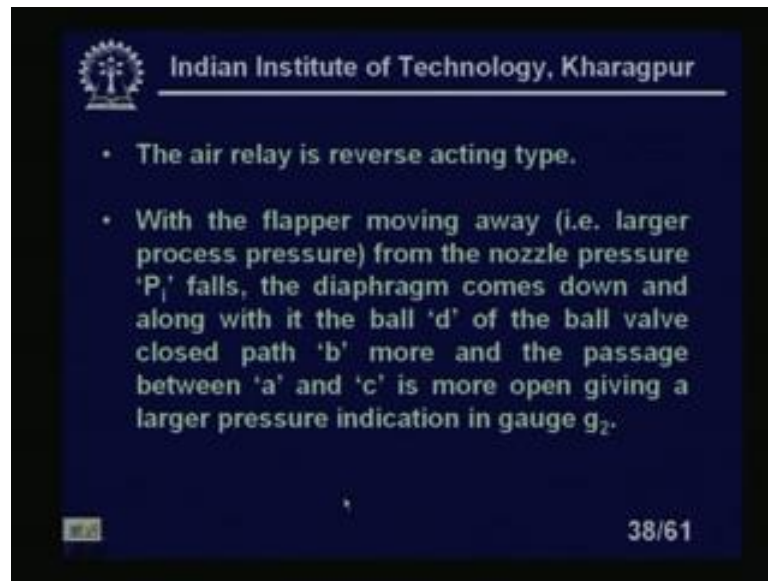 Indian Institute of Technology, Kharagpur
• The air relay is reverse acting type.
• With the flapper moving away (i.e. larger
process pressure) from the nozzle pressure
'Pi' falls, the diaphragm comes down and
along with it the ball 'd' of the ball valve
closed path 'b' more and the passage
between 'a' and 'c' is more open giving a
larger pressure indication in gauge g2.
38/61